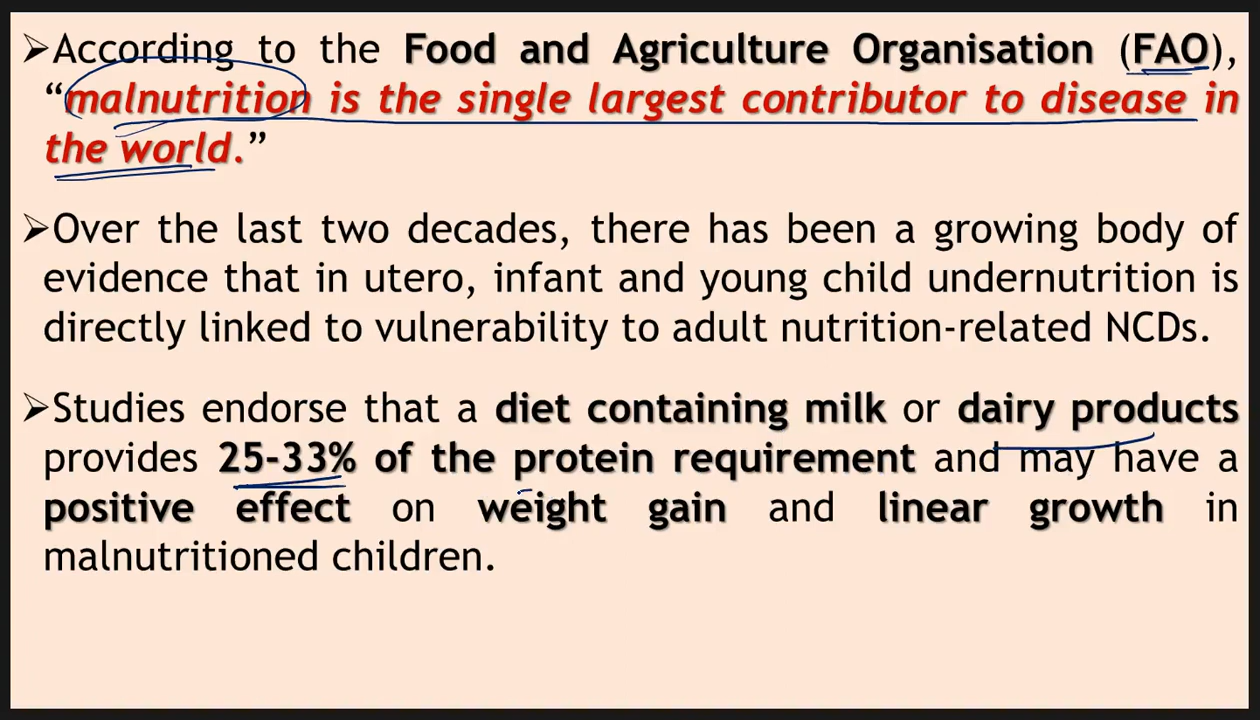 ➢According to the Food and Agriculture Organisation (FAO),
“malnutrition is the single largest contributor to disease in
the world.”
➢Over the last two decades, there has been a growing body of
evidence that in utero, infant and young child undernutrition is
directly linked to vulnerability to adult nutrition-related NCDs.
➢Studies endorse that a diet containing milk or dairy products
provides 25-33% of the protein requirement and may have a
positive effect on weight gain and linear growth in
malnutritioned children.